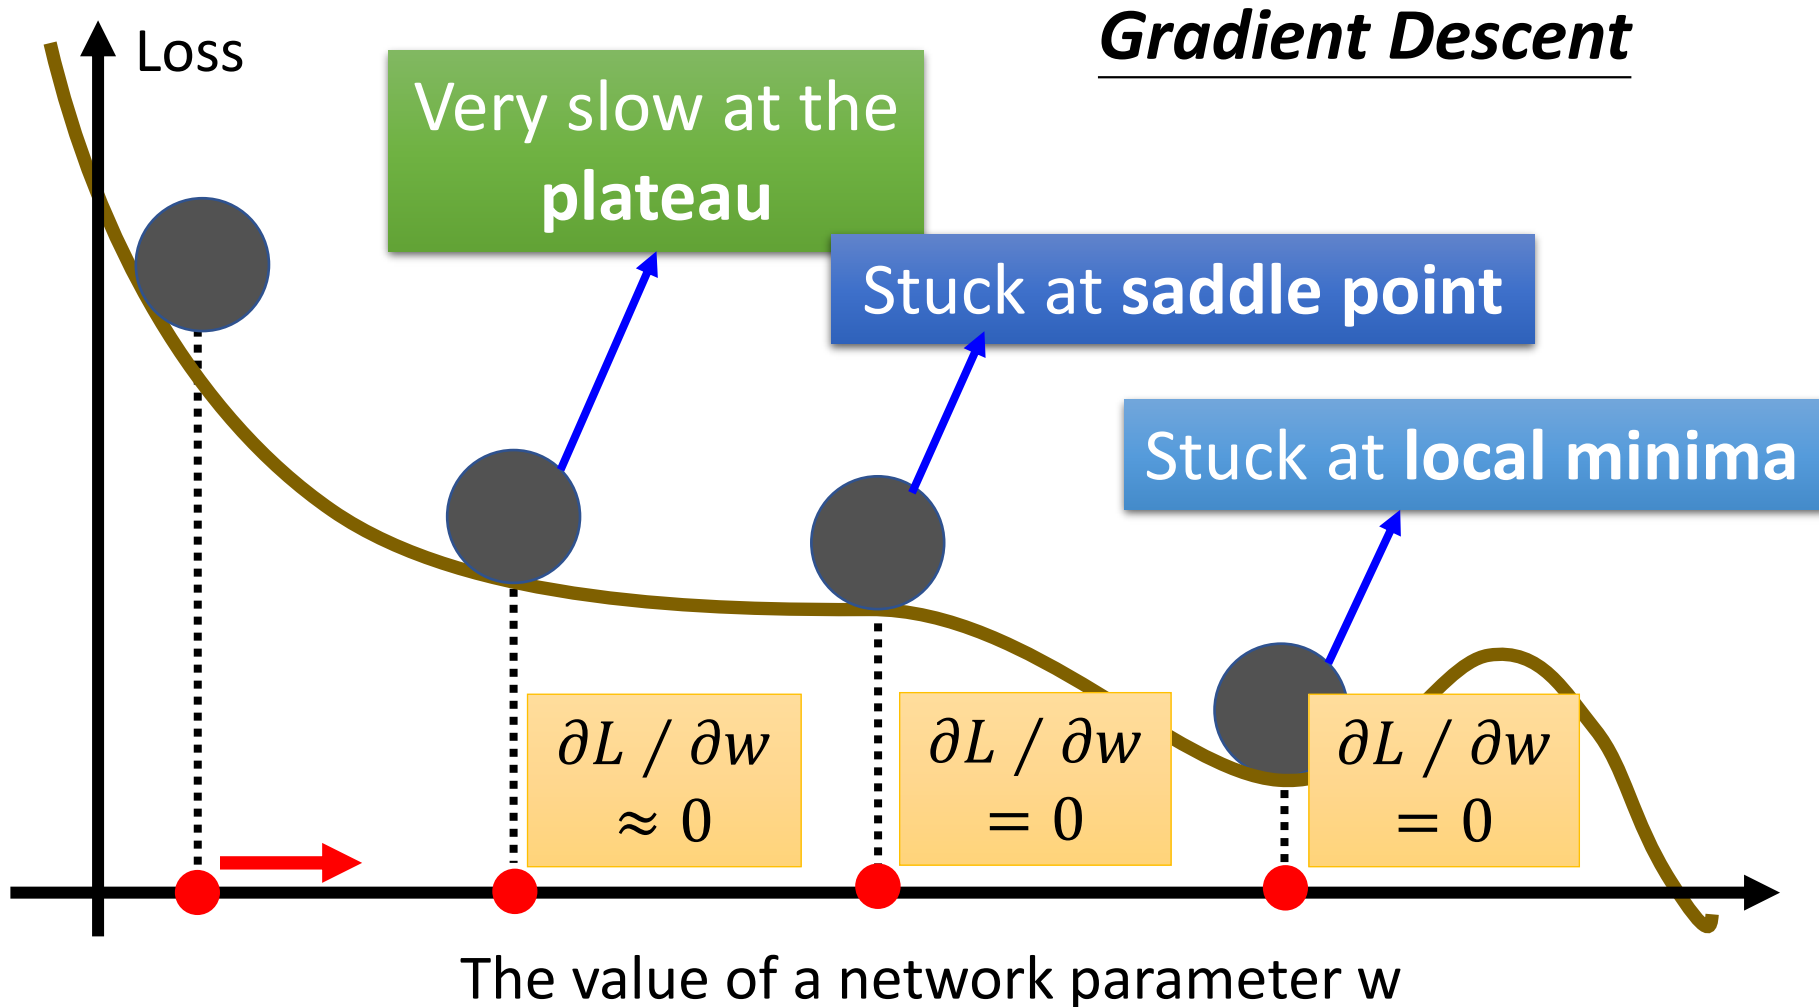 Gradient Descent
Loss
Very slow at the
plateau
Stuck at saddle point
Stuck at local minima
∂L / ∂w
≈ 0
∂L / ∂w
= 0
∂L / ∂w
= 0
The value of a network parameter w